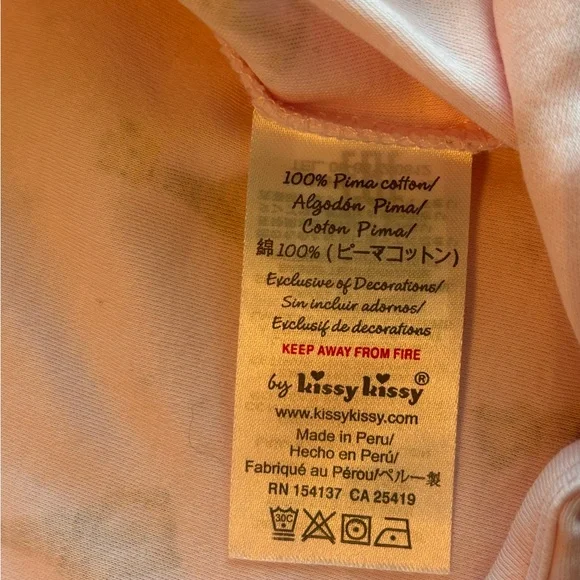 100% Pima cotton/
Algodón Pima/
Coton Pima/
綿100% (ピーマコットン)
Exclusive of Decorations/
Sin incluir adornos/
Exclusif de decorations
KEEP AWAY FROM FIRE
by kissy kissy®
www.kissykissy.com
Made in Peru/
Hecho en Perú/
Fabriqué au Pérou/ペルー製
RN 154137 CA 25419
30C